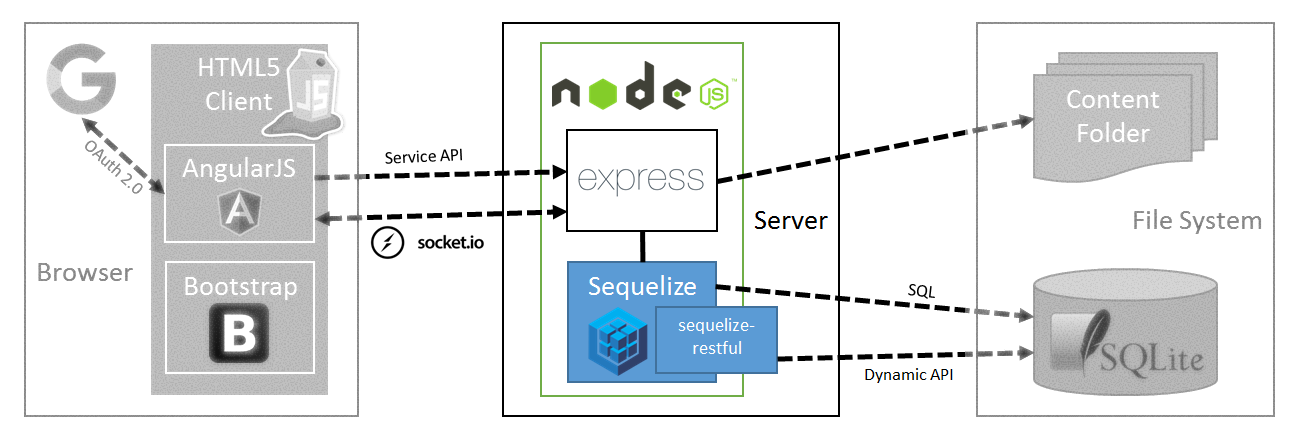 G
OAuth 2.0
HTML5
Client
JS
AngularJS
A
Browser
Bootstrap
B
Service API
socket.io
node
JS
™
express
Server
Sequelize
sequelize-
restful
SQL
Dynamic API
Content
Folder
File System
SQLite